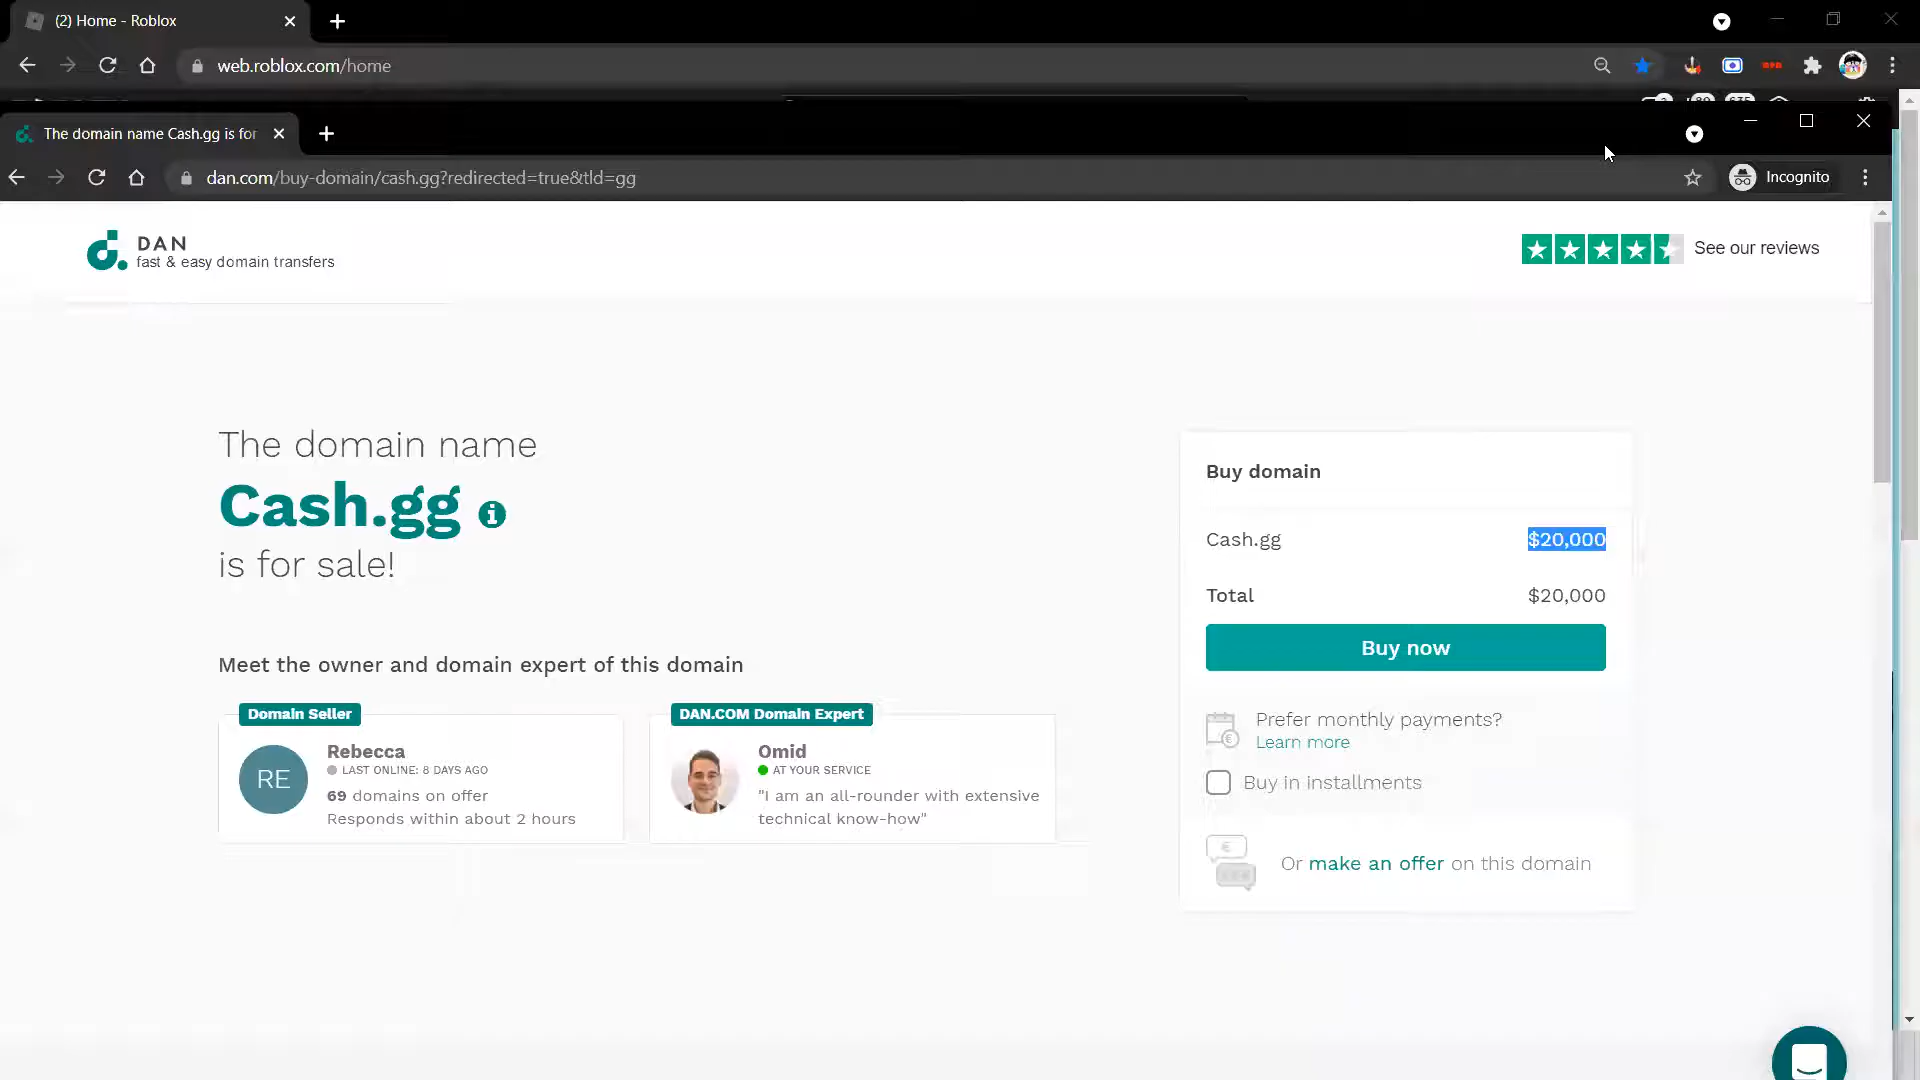 (2) Home - Roblox
web.roblox.com/home
The domain name Cash.gg is for
dan.com/buy-domain/cash.gg?redirected=true&tld=gg
Incognito
DAN
fast & easy domain transfers
See our reviews
The domain name
Cash.gg
is for sale!
Buy domain
Cash.gg $20,000
Total $20,000
Buy now
Meet the owner and domain expert of this domain
Domain Seller
RE
Rebecca
LAST ONLINE: 8 DAYS AGO
69 domains on offer
Responds within about 2 hours
DAN.COM Domain Expert
Omid
AT YOUR SERVICE
"I am an all-rounder with extensive
technical know-how"
Prefer monthly payments?
Learn more
Buy in installments
Or make an offer on this domain